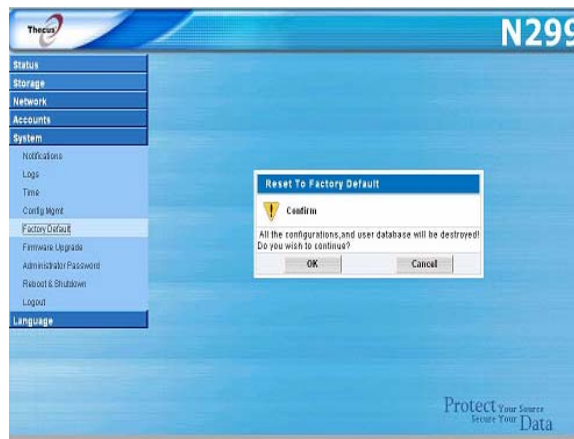 Thecus
N299
Status
Storage
Network
Accounts
System
Notifications
Logs
Time
Config Mgmt
Factory Default
Firmware Upgrade
Administrator Password
Reboot & Shutdown
Logout
Language
Reset To Factory Default
Confirm
All the configurations,and user database will be destroyed!
Do you wish to continue?
OK Cancel
Protect Your Source
Secure Your Data